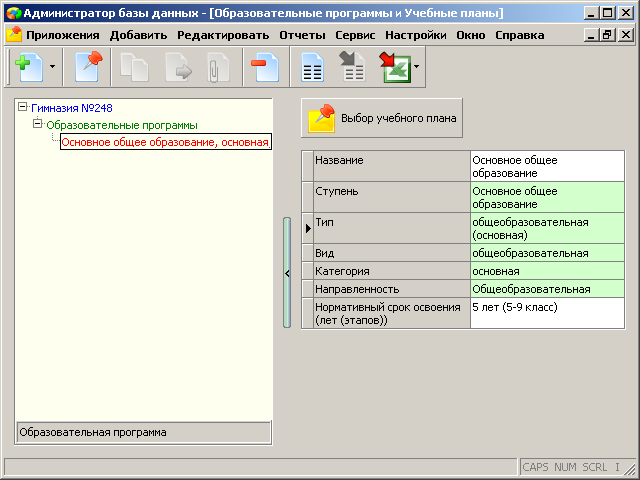 Администратор базы данных - [Образовательные программы и Учебные планы]
Приложения Добавить Редактировать Отчеты Сервис Настройки Окно Справка
Гимназия №248
Образовательные программы
Основное общее образование, основная
Образовательная программа
Выбор учебного плана
Название Основное общее
образование
Ступень Основное общее
образование
Тип общеобразовательная
(основная)
Вид общеобразовательная
Категория основная
Направленность Общеобразовательная
Нормативный срок освоения 5 лет (5-9 класс)
(лет (этапов))
CAPS NUM SCRL I